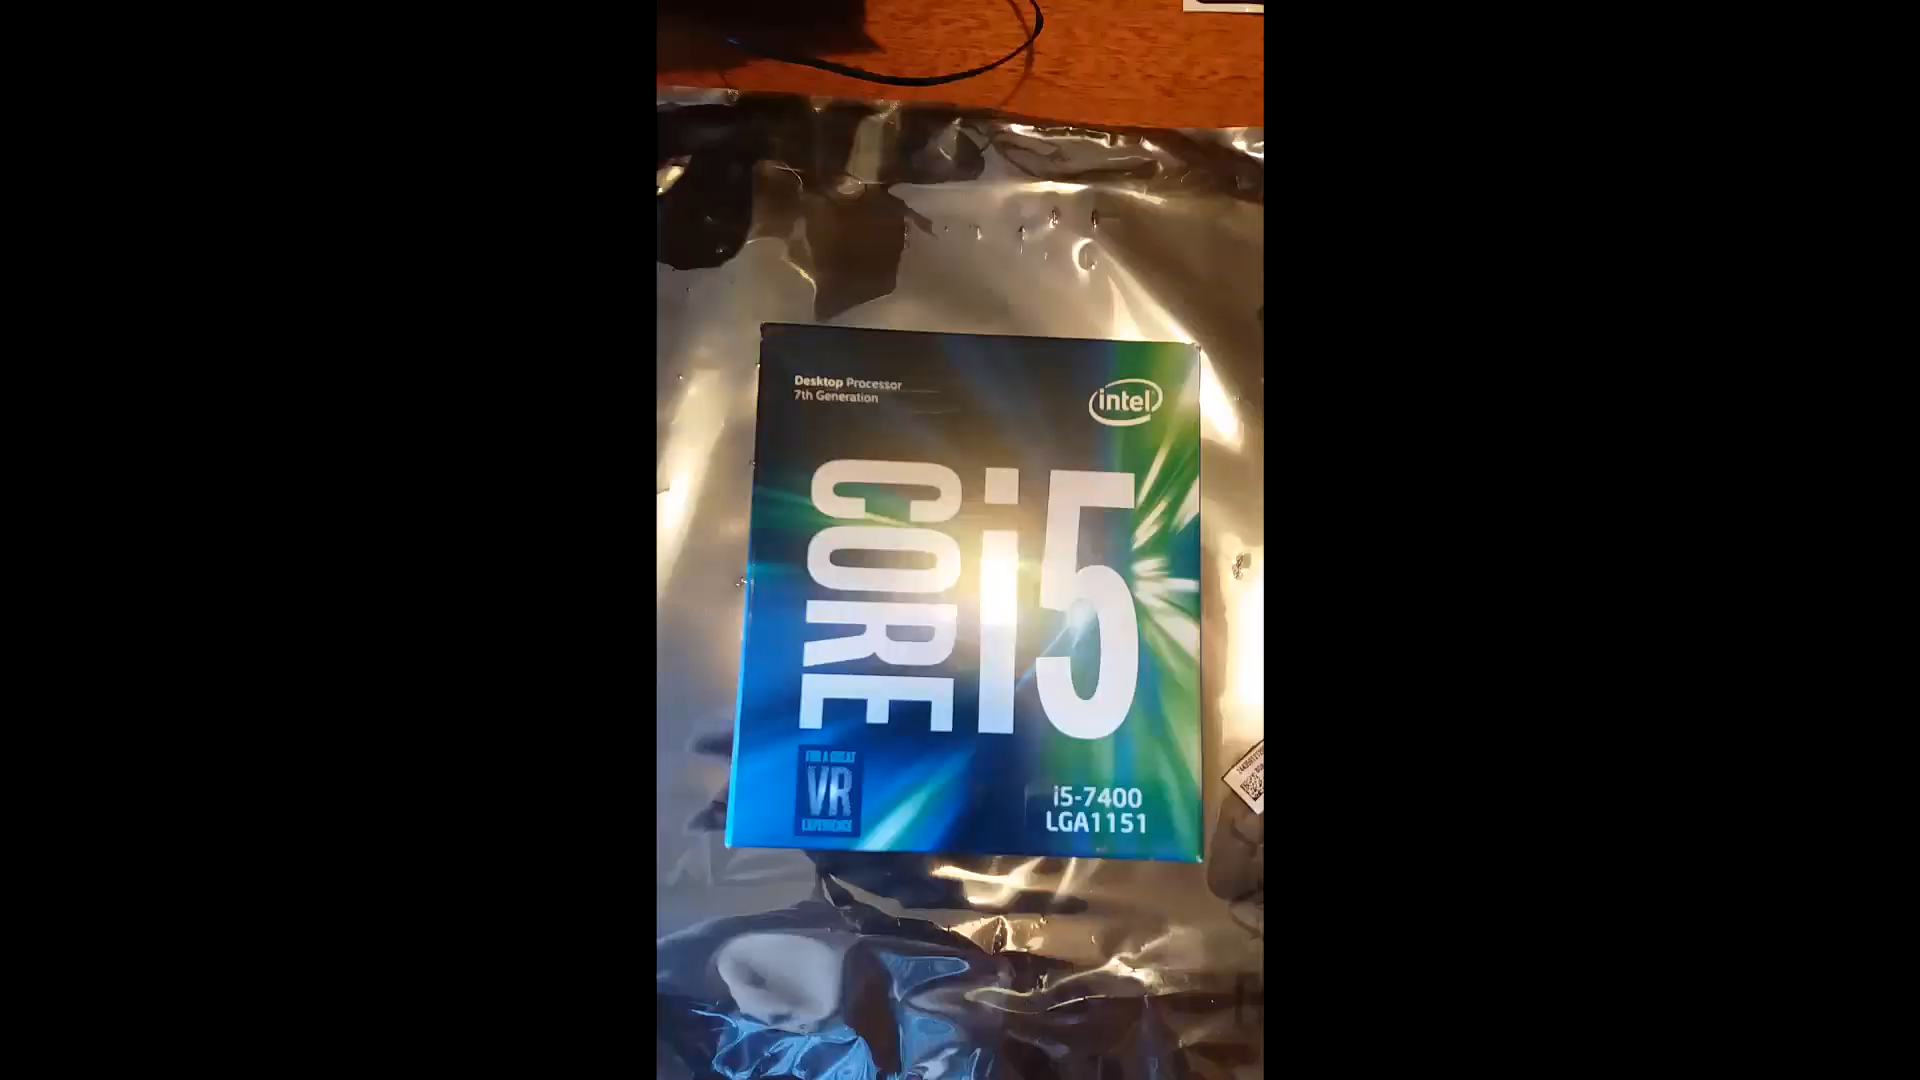 Desktop Processor
7th Generation
intel
CORE i5
FOR A GREAT
VR
EXPERIENCE
i5-7400
LGA1151